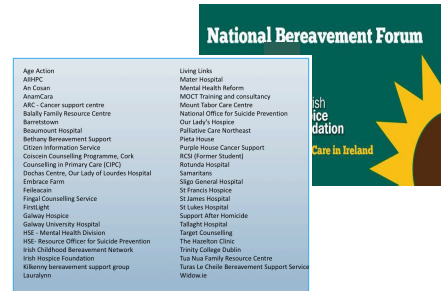 National Bereavement Forum
ish
ice
dation
Care in Ireland
Age Action
AIIHPC
An Cosan
AnamCara
ARC - Cancer support centre
Balally Family Resource Centre
Barretstown
Beaumont Hospital
Bethany Bereavement Support
Citizen Information Service
Coiscein Counselling Programme, Cork
Counselling in Primary Care (CIPC)
Dochas Centre, Our Lady of Lourdes Hospital
Embrace Farm
Feileacain
Fingal Counselling Service
FirstLight
Galway Hospice
Galway University Hospital
HSE - Mental Health Division
HSE- Resource Officer for Suicide Prevention
Irish Childhood Bereavement Network
Irish Hospice Foundation
Kilkenny bereavement support group
Lauralynn
Living Links
Mater Hospital
Mental Health Reform
MOCT Training and consultancy
Mount Tabor Care Centre
National Office for Suicide Prevention
Our Lady's Hospice
Palliative Care Northeast
Pieta House
Purple House Cancer Support
RCSI (Former Student)
Rotunda Hospital
Samaritans
Sligo General Hospital
St Francis Hospice
St James Hospital
St Lukes Hospital
Support After Homicide
Tallaght Hospital
Target Counselling
The Hazelton Clinic
Trinity College Dublin
Tua Nua Family Resource Centre
Turas Le Cheile Bereavement Support Service
Widow.ie